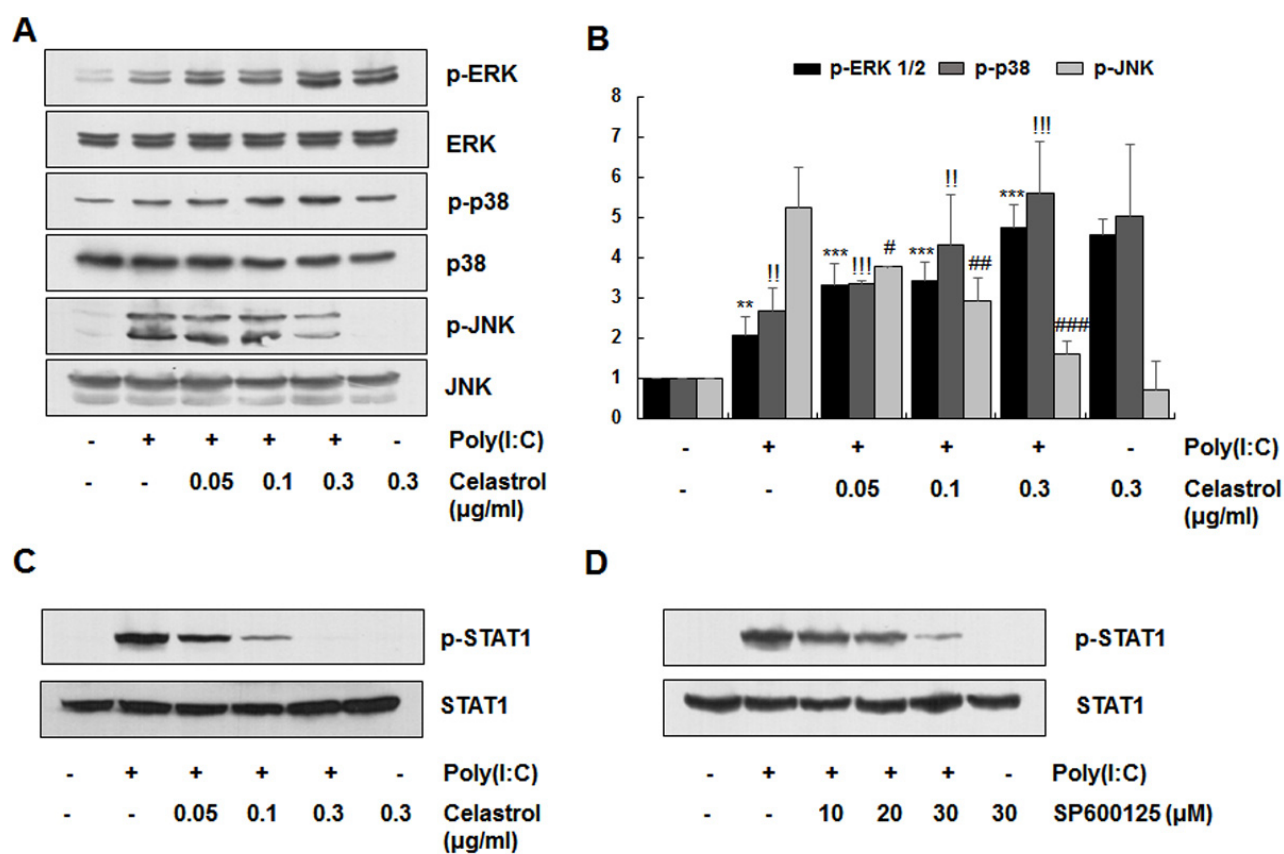 A
p-ERK
ERK
p-p38
p38
p-JNK
JNK
- + + + + - Poly(I:C)
- - 0.05 0.1 0.3 0.3 Celastrol
(µg/ml)
B
p-ERK 1/2 p-p38 p-JNK
8
7
6
5
4
3
2
1
0
** !!
*** !!! #
*** !! ##
*** !!! ###
- + + + + - Poly(I:C)
- - 0.05 0.1 0.3 0.3 Celastrol
(µg/ml)
C
p-STAT1
STAT1
- + + + + - Poly(I:C)
- - 0.05 0.1 0.3 0.3 Celastrol
(µg/ml)
D
p-STAT1
STAT1
- + + + + - Poly(I:C)
- - 10 20 30 30 SP600125 (µM)